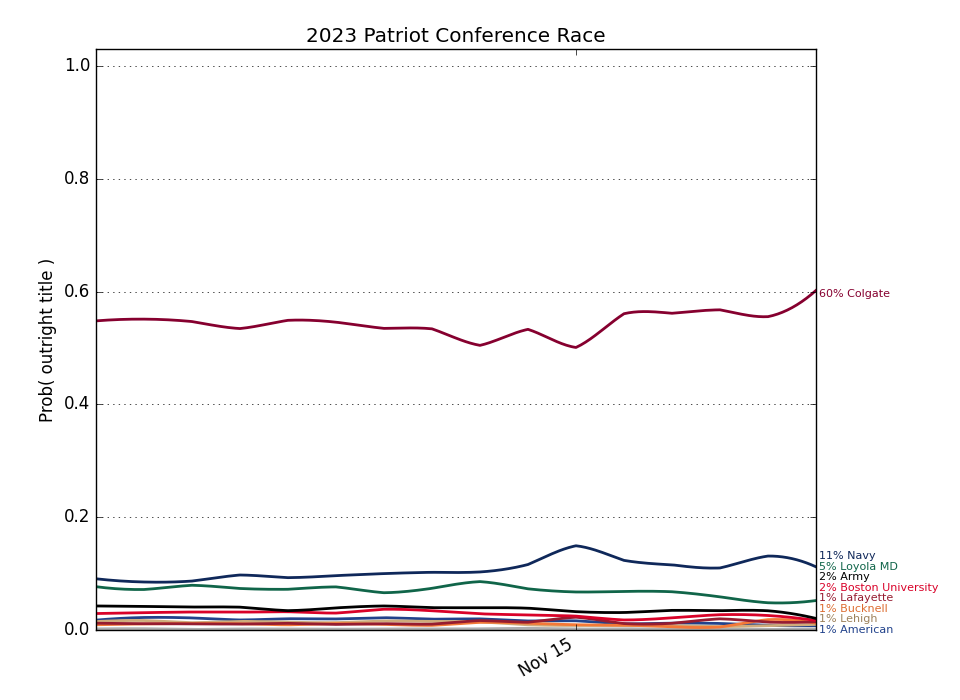 2023 Patriot Conference Race
1.0
0.8
0.6
0.4
0.2
0.0
Prob( outright title )
Nov 15
60% Colgate
11% Navy
5% Loyola MD
2% Army
2% Boston University
1% Lafayette
1% Bucknell
1% Lehigh
1% American